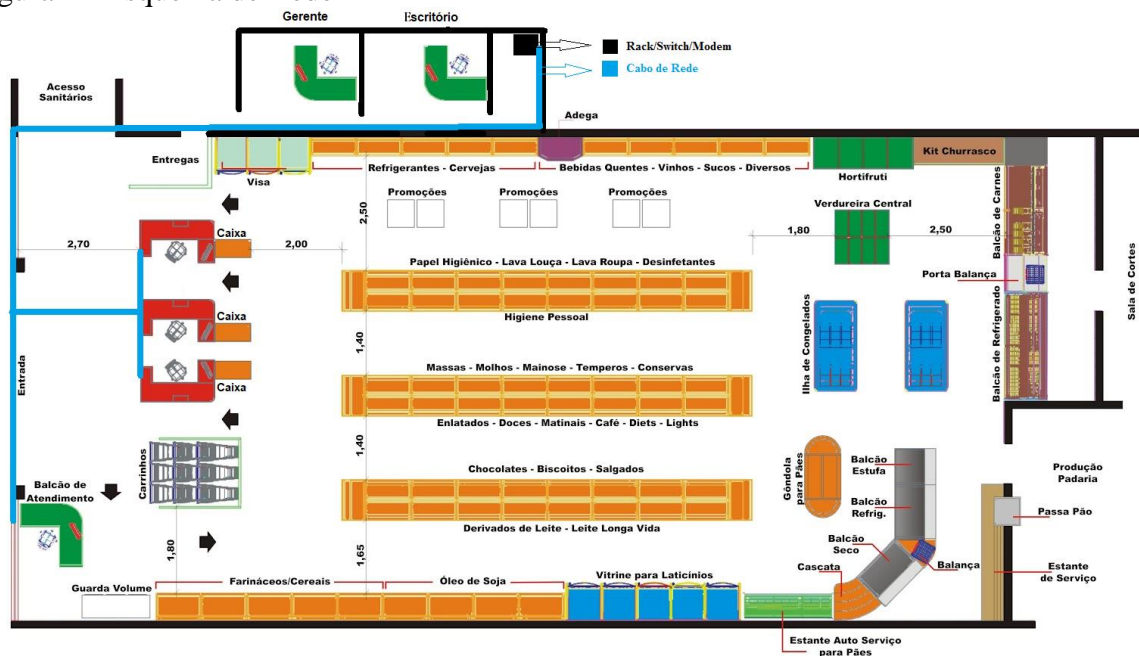 Gerente
Escritório
Rack/Switch/Modem
Cabo de Rede
Acesso
Sanitários
Adega
Entregas
Visa
Refrigerantes - Cervejas
Bebidas Quentes - Vinhos - Sucos - Diversos
Hortifruti
Kit Churrasco
Promoções
Promoções
Promoções
Verdureira Central
Balcão de Carnes
Caixa
2,70
2,00
2,50
1,80
2,50
Papel Higiênico - Lava Louça - Lava Roupa - Desinfetantes
Higiene Pessoal
Porta Balança
Sala de Cortes
Caixa
Caixa
Entrada
1,40
Ilha de Congelados
Balcão de Refrigerado
Massas - Molhos - Mainose - Temperos - Conservas
Enlatados - Doces - Matinais - Café - Diets - Lights
1,40
Carrinhos
Chocolates - Biscoitos - Salgados
Derivados de Leite - Leite Longa Vida
Góndola
para Pães
Balcão
Estufa
Balcão
Refrig.
Produção
Padaria
Passa Pão
Balcão de
Atendimento
1,80
1,65
Balcão
Seco
Cascata
Balança
Estante
de Serviço
Guarda Volume
Farináceos/Cereais
Óleo de Soja
Vitrine para Laticínios
Estante Auto Serviço
para Pães